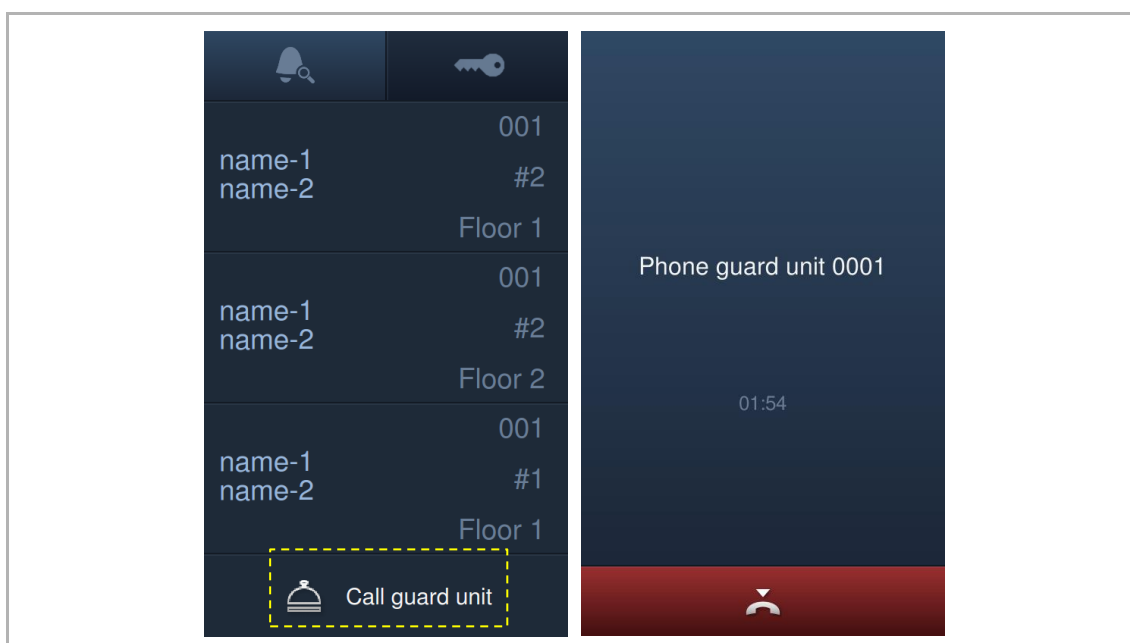 001
name-1
name-2
#2
Floor 1
001
name-1
name-2
#2
Floor 2
001
name-1
name-2
#1
Floor 1
Call guard unit
Phone guard unit 0001
01:54